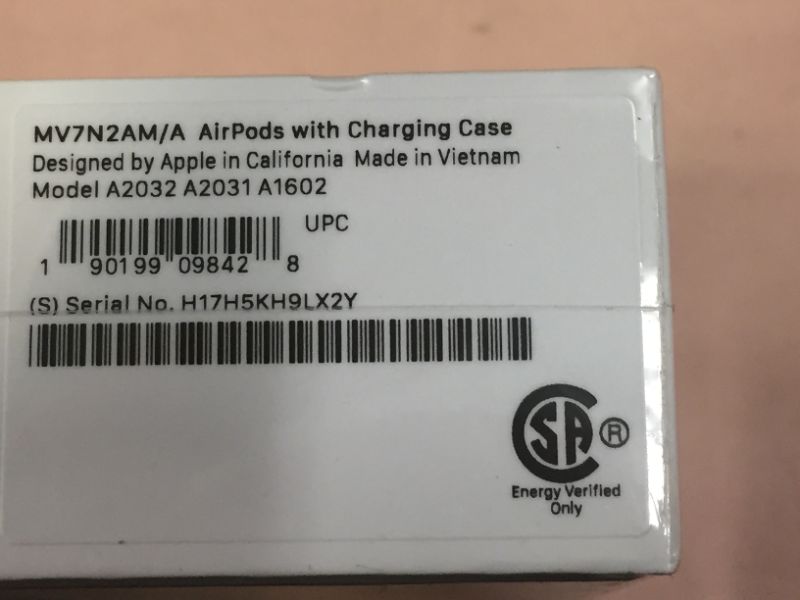 MV7N2AM/A AirPods with Charging Case
Designed by Apple in California Made in Vietnam
Model A2032 A2031 A1602
UPC
1 90199 09842 8
(S) Serial No. H17H5KH9LX2Y
SA ®
Energy Verified
Only